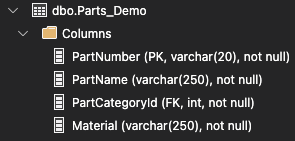 dbo.Parts_Demo
Columns
PartNumber (PK, varchar(20), not null)
PartName (varchar(250), not null)
PartCategoryId (FK, int, not null)
Material (varchar(250), not null)